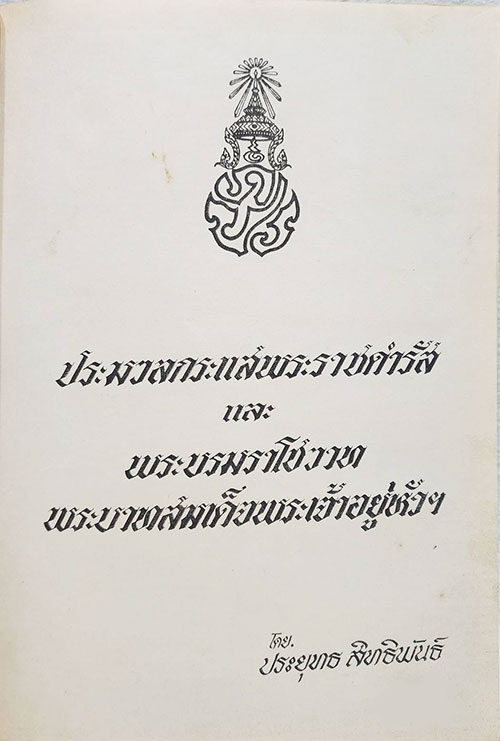 ประมวลกระแสพระราชดำรัส
และ
พระบรมราโชวาท
พระบาทสมเด็จพระเจ้าอยู่หัวฯ
โดย.
ประยุทธ สิทธิพันธ์